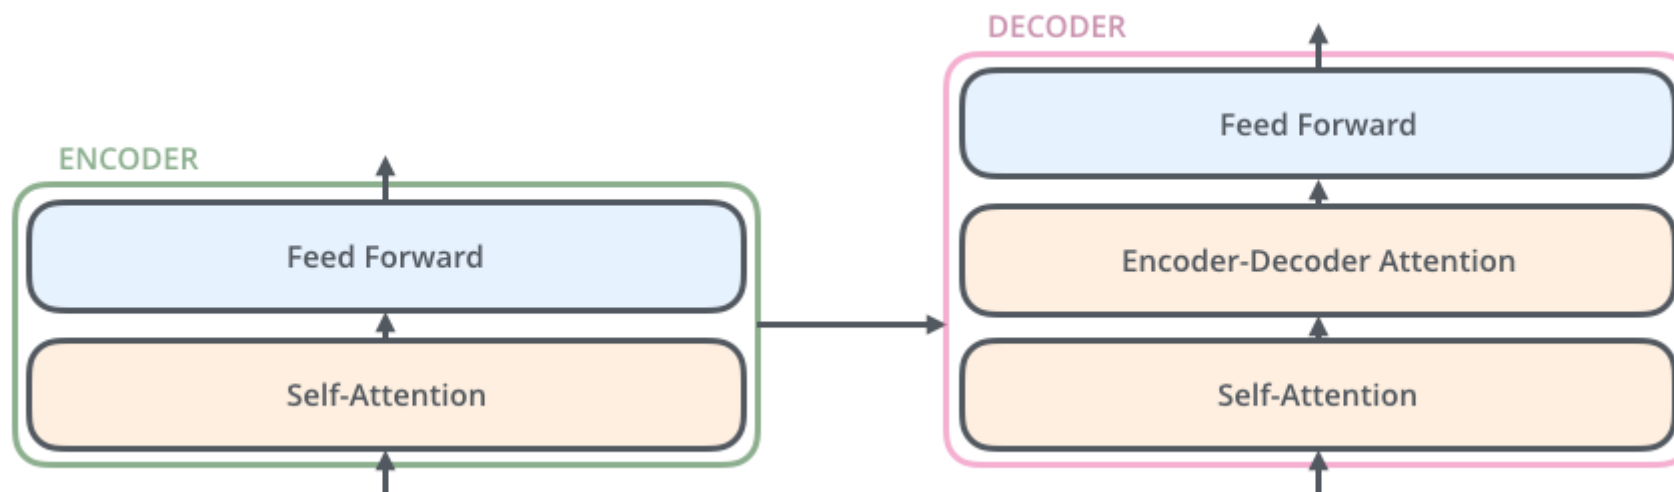 ENCODER
Feed Forward
Self-Attention
DECODER
Feed Forward
Encoder-Decoder Attention
Self-Attention